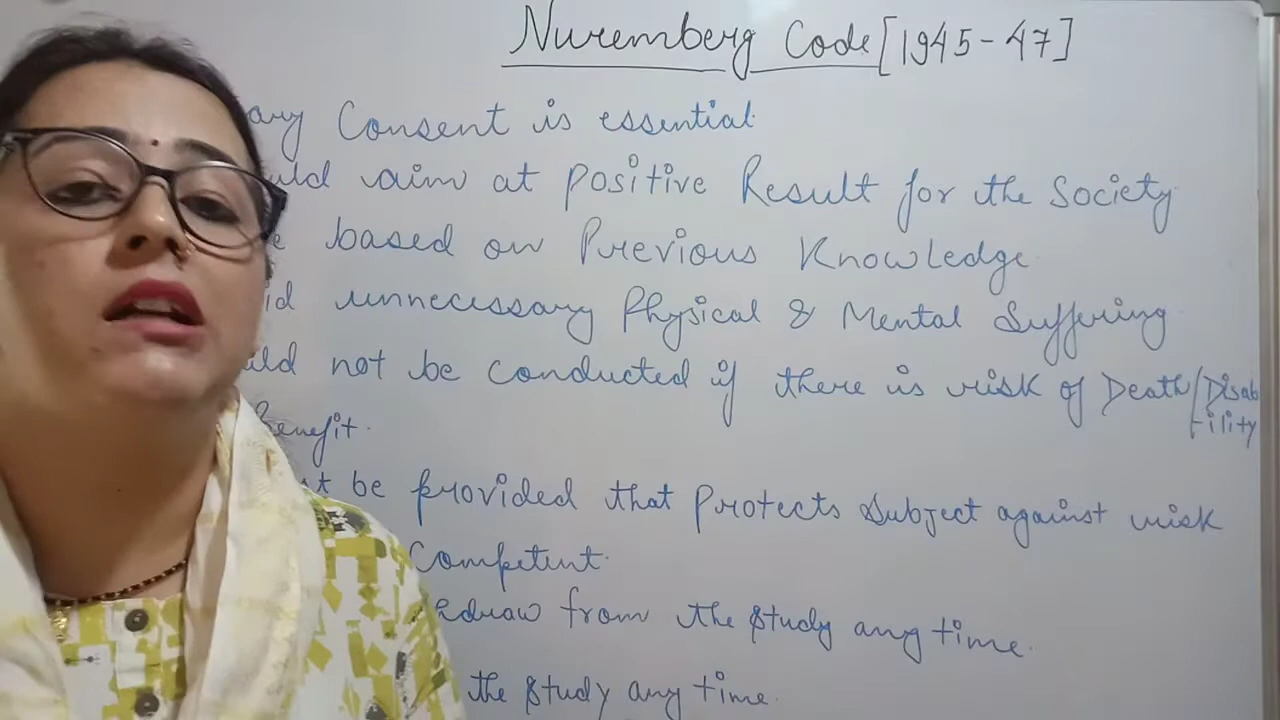 Nuremberg Code [1945-47]
Consent is essential
aim at positive Result for the Society
based on Previous Knowledge
unnecessary Physical & Mental Suffering
not be conducted if there is risk of Death/Disab
-ility
Benefit.
be provided that protects subject against risk
Competent.
from the study any time.
the study any time.